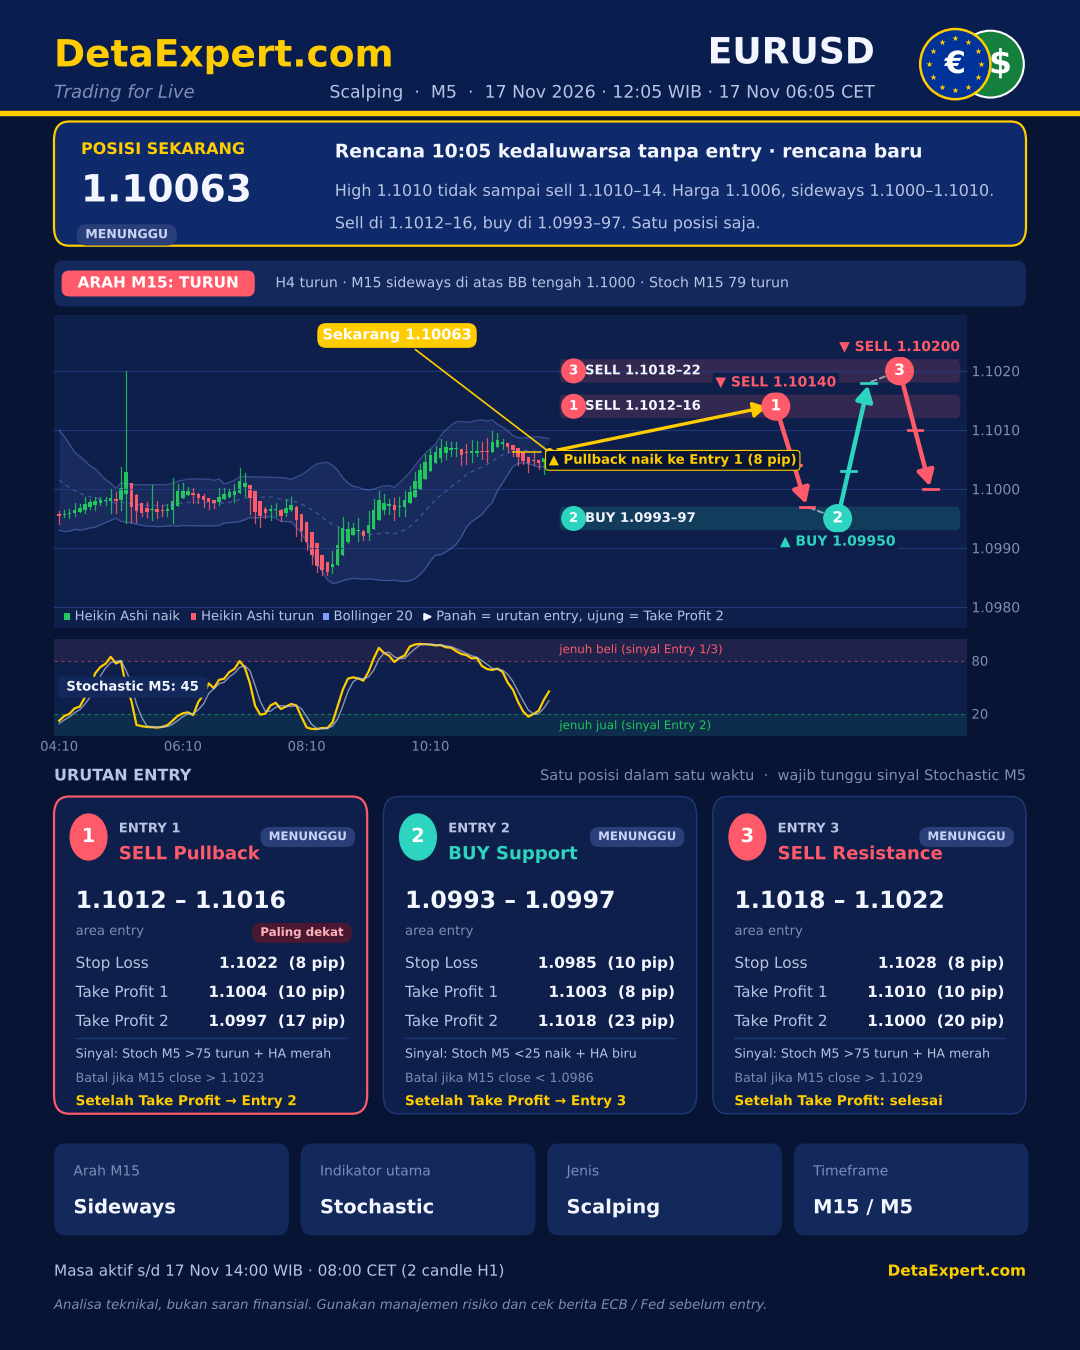 DetaExpert.com
EURUSD
€ $
Trading for Live
Scalping · M5 · 17 Nov 2026 · 12:05 WIB · 17 Nov 06:05 CET
POSISI SEKARANG
1.10063
MENUNGGU
Rencana 10:05 kedaluwarsa tanpa entry · rencana baru
High 1.1010 tidak sampai sell 1.1010–14. Harga 1.1006, sideways 1.1000–1.1010.
Sell di 1.1012–16, buy di 1.0993–97. Satu posisi saja.
ARAH M15: TURUN
H4 turun · M15 sideways di atas BB tengah 1.1000 · Stoch M15 79 turun
Sekarang 1.10063
▼ SELL 1.10200
3 SELL 1.1018–22
3
1.1020
▼ SELL 1.10140
1 SELL 1.1012–16
1
1.1010
▲ Pullback naik ke Entry 1 (8 pip)
1.1000
2 BUY 1.0993–97
2
▲ BUY 1.09950
1.0990
1.0980
Heikin Ashi naik
Heikin Ashi turun
Bollinger 20
Panah = urutan entry, ujung = Take Profit 2
jenuh beli (sinyal Entry 1/3)
80
Stochastic M5: 45
20
jenuh jual (sinyal Entry 2)
04:10 06:10 08:10 10:10
URUTAN ENTRY
Satu posisi dalam satu waktu · wajib tunggu sinyal Stochastic M5
1
ENTRY 1
MENUNGGU
SELL Pullback
1.1012 – 1.1016
area entry
Paling dekat
Stop Loss 1.1022 (8 pip)
Take Profit 1 1.1004 (10 pip)
Take Profit 2 1.0997 (17 pip)
Sinyal: Stoch M5 >75 turun + HA merah
Batal jika M15 close > 1.1023
Setelah Take Profit → Entry 2
2
ENTRY 2
MENUNGGU
BUY Support
1.0993 – 1.0997
area entry
Stop Loss 1.0985 (10 pip)
Take Profit 1 1.1003 (8 pip)
Take Profit 2 1.1018 (23 pip)
Sinyal: Stoch M5 <25 naik + HA biru
Batal jika M15 close < 1.0986
Setelah Take Profit → Entry 3
3
ENTRY 3
MENUNGGU
SELL Resistance
1.1018 – 1.1022
area entry
Stop Loss 1.1028 (8 pip)
Take Profit 1 1.1010 (10 pip)
Take Profit 2 1.1000 (20 pip)
Sinyal: Stoch M5 >75 turun + HA merah
Batal jika M15 close > 1.1029
Setelah Take Profit: selesai
Arah M15
Sideways
Indikator utama
Stochastic
Jenis
Scalping
Timeframe
M15 / M5
Masa aktif s/d 17 Nov 14:00 WIB · 08:00 CET (2 candle H1)
DetaExpert.com
Analisa teknikal, bukan saran finansial. Gunakan manajemen risiko dan cek berita ECB / Fed sebelum entry.